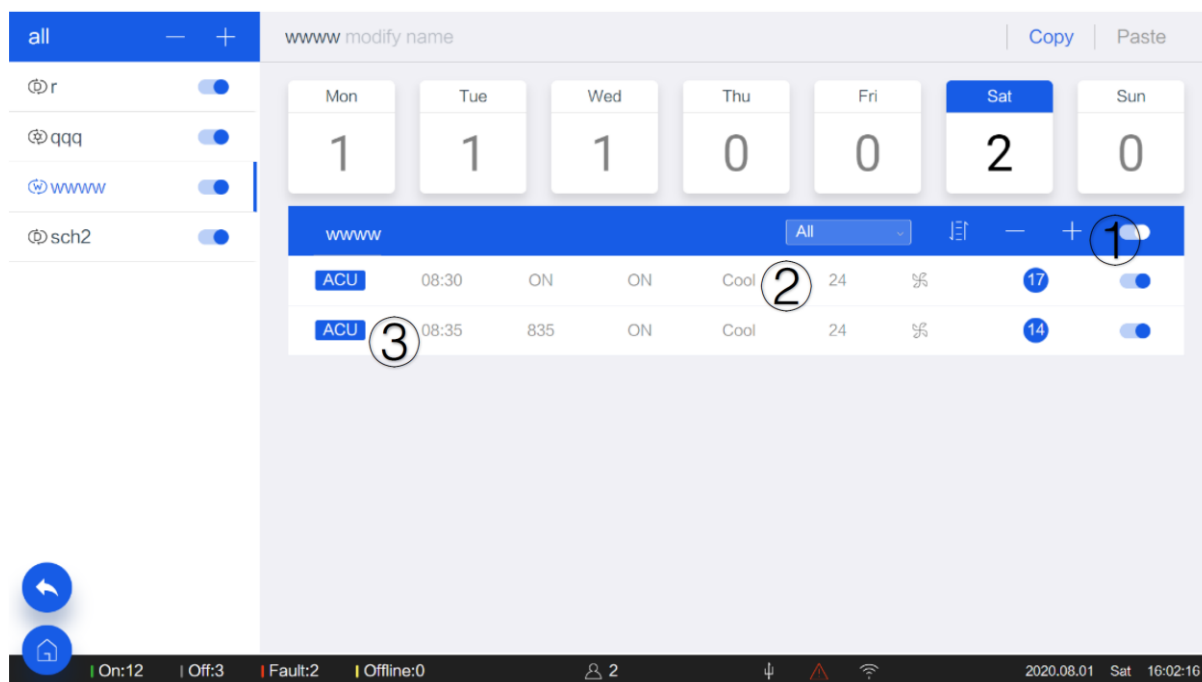 all — +
wwww modify name Copy Paste
r
qqq
wwww
sch2
Mon Tue Wed Thu Fri Sat Sun
1 1 1 0 0 2 0
wwww All — + ①
ACU 08:30 ON ON Cool ② 24 17
ACU ③ 08:35 835 ON Cool 24 14
On:12 Off:3 Fault:2 Offline:0 2 2020.08.01 Sat 16:02:16